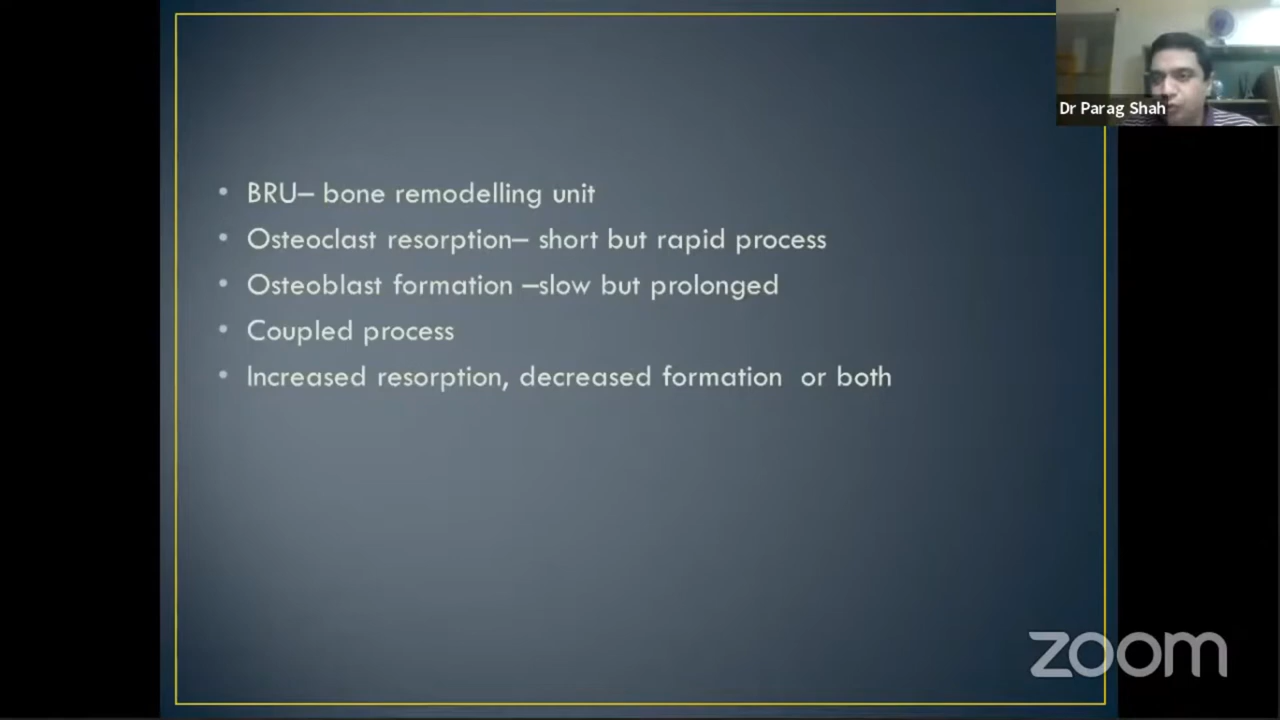 Dr Parag Shah
• BRU– bone remodelling unit
• Osteoclast resorption– short but rapid process
• Osteoblast formation –slow but prolonged
• Coupled process
• Increased resorption, decreased formation or both
zoom